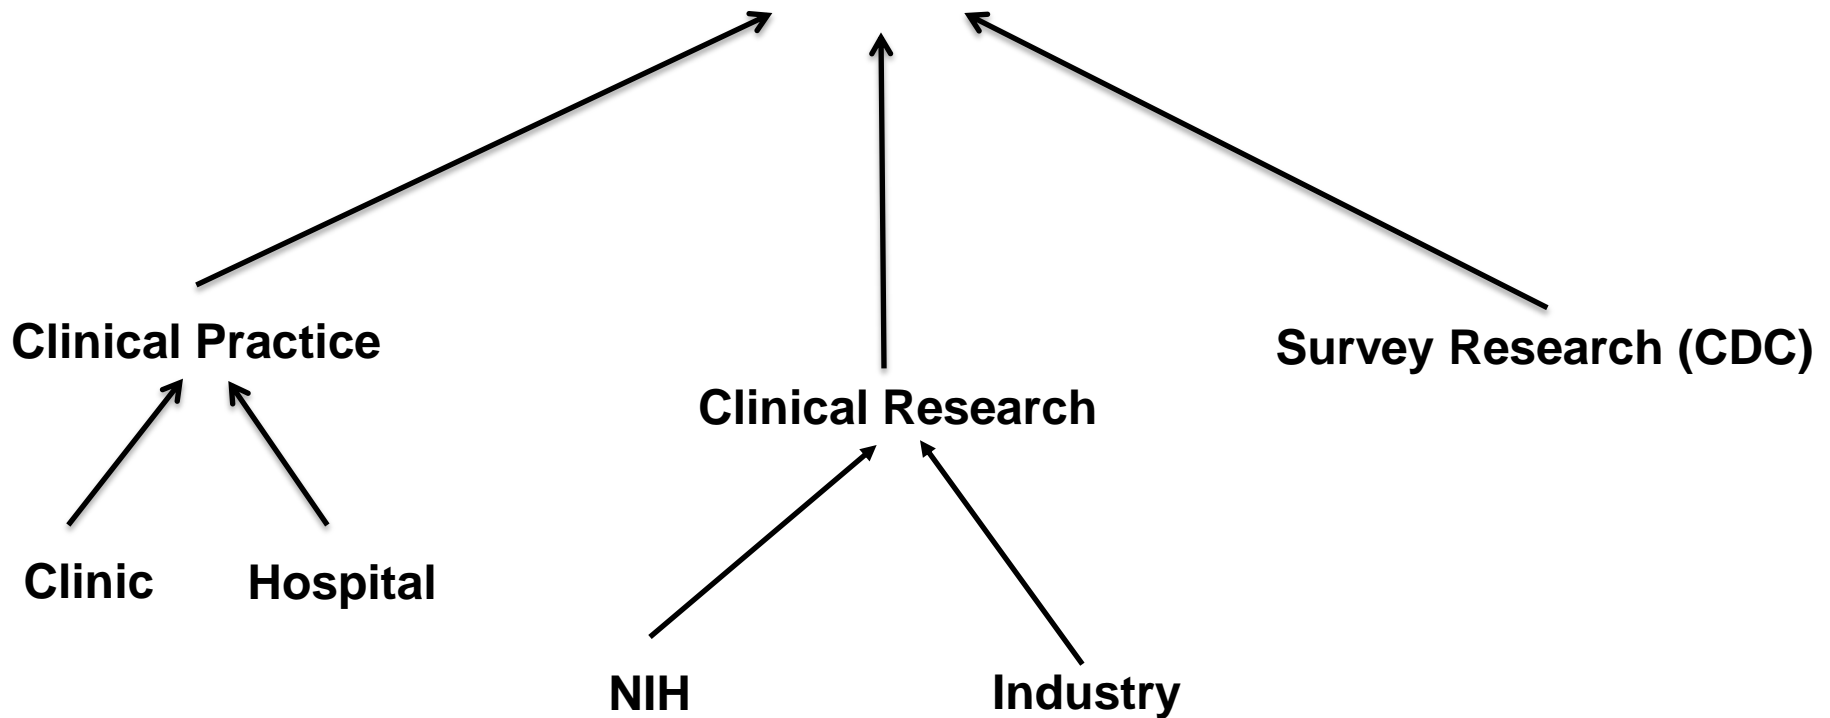 Clinical Practice
Survey Research (CDC)
Clinical Research
Clinic
Hospital
NIH
Industry